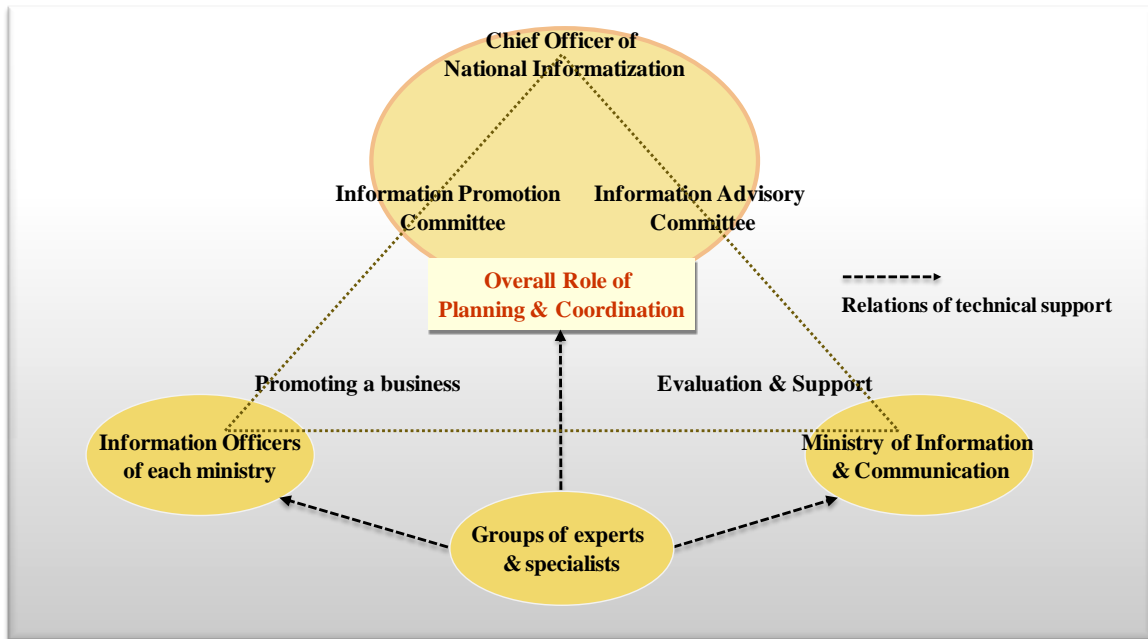 Chief Officer of
National Informatization
Information Promotion
Committee
Information Advisory
Committee
Overall Role of
Planning & Coordination
Relations of technical support
Promoting a business
Evaluation & Support
Information Officers
of each ministry
Ministry of Information
& Communication
Groups of experts
& specialists